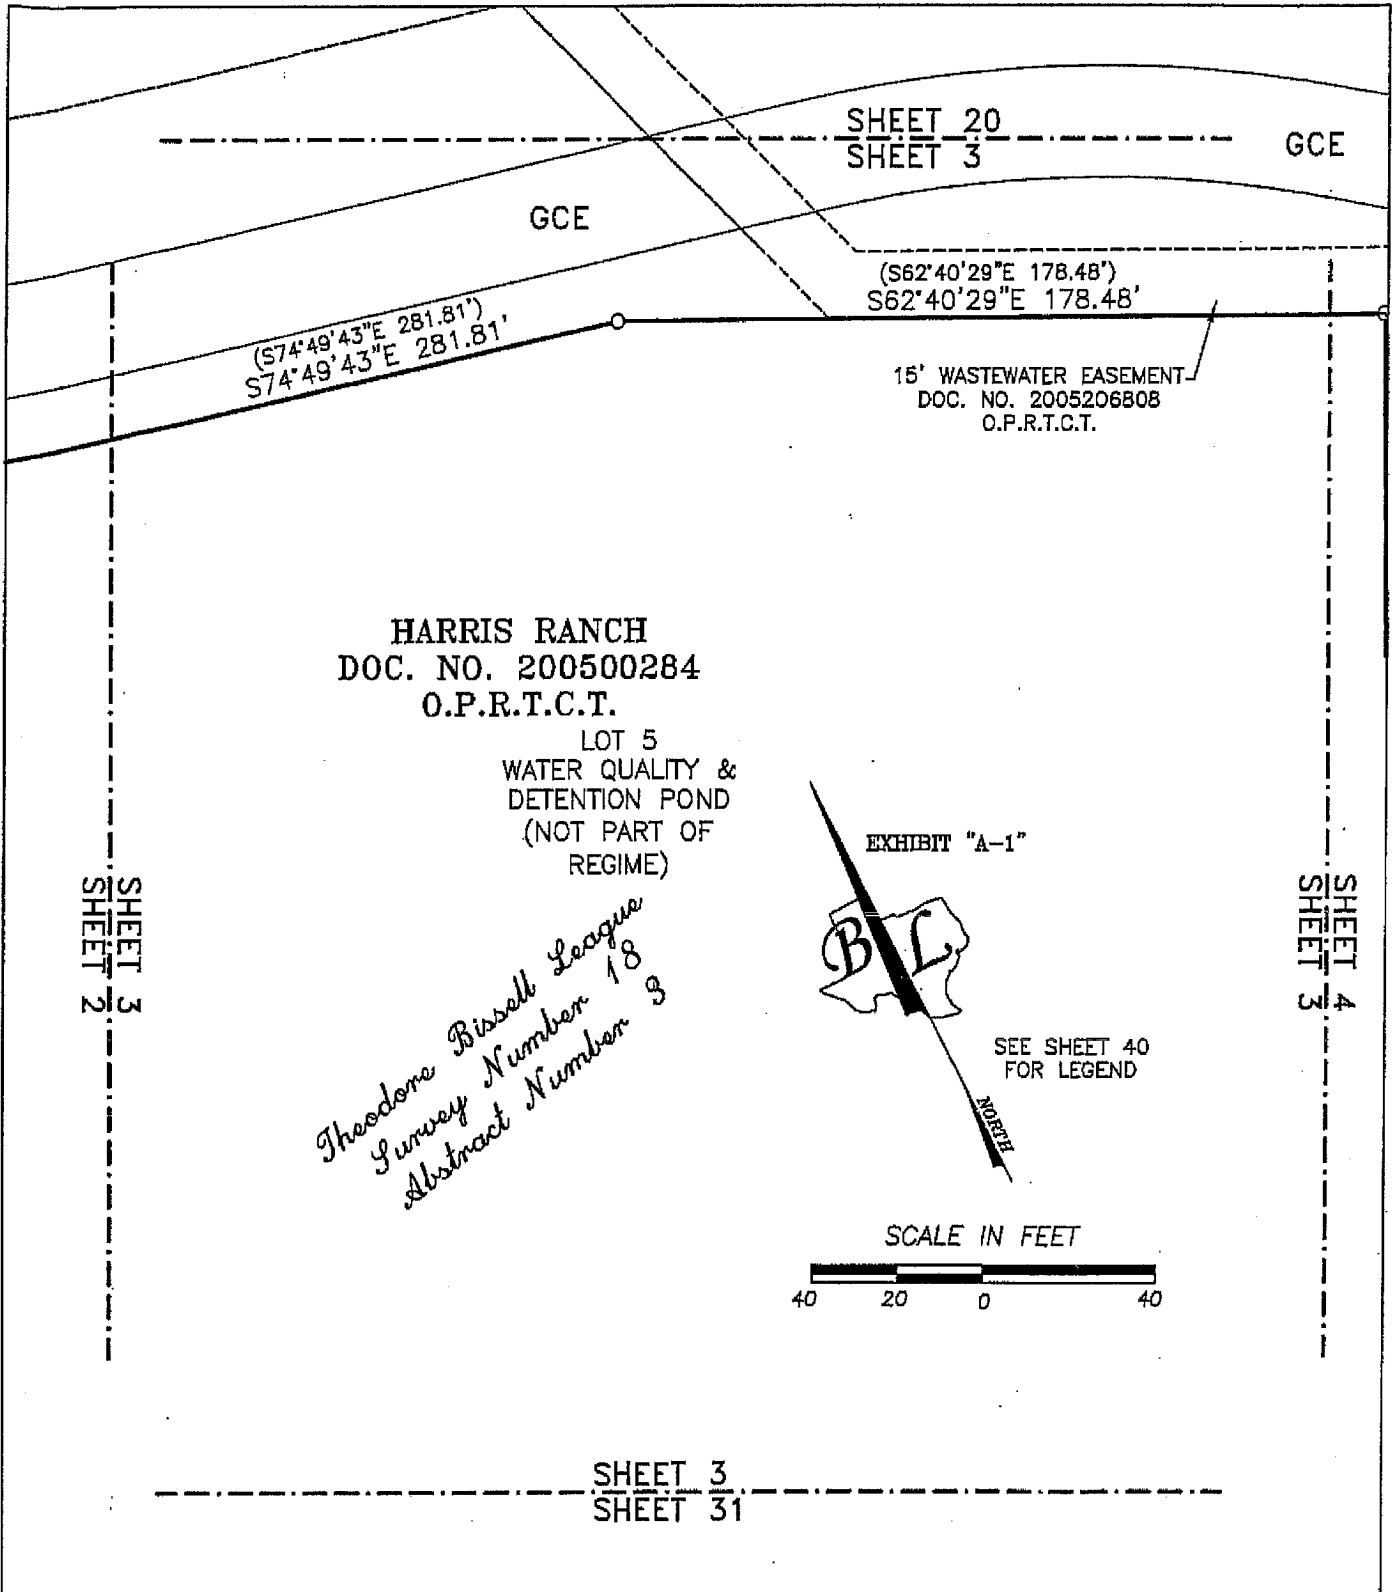 SHEET 20
SHEET 3
GCE
GCE
(S62°40'29"E 178.48')
S62°40'29"E 178.48'
(S74°49'43"E 281.81')
S74°49'43"E 281.81'
15' WASTEWATER EASEMENT
DOC. NO. 2005206808
O.P.R.T.C.T.
HARRIS RANCH
DOC. NO. 200500284
O.P.R.T.C.T.
LOT 5
WATER QUALITY &
DETENTION POND
(NOT PART OF
REGIME)
EXHIBIT "A-1"
B L
SHEET 3
SHEET 2
SHEET 4
SHEET 3
Theodore Bissell League
Survey Number 18
Abstract Number 3
SEE SHEET 40
FOR LEGEND
NORTH
SCALE IN FEET
40 20 0 40
SHEET 3
SHEET 31